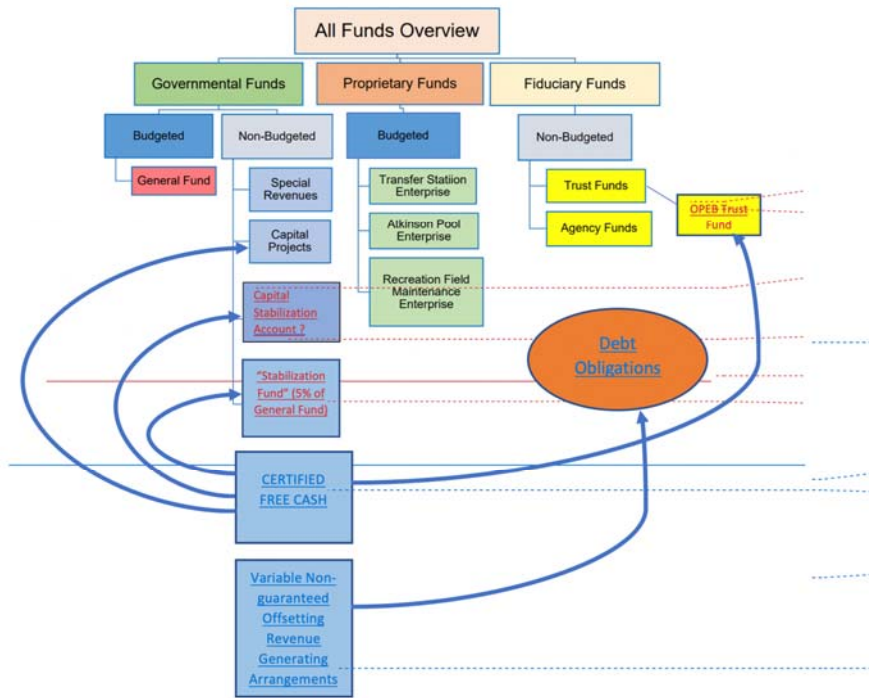 All Funds Overview
Governmental Funds
Proprietary Funds
Fiduciary Funds
Budgeted
Non-Budgeted
Budgeted
Non-Budgeted
General Fund
Special
Revenues
Transfer Statiion
Enterprise
Trust Funds
OPEB Trust
Fund
Capital
Projects
Atkinson Pool
Enterprise
Agency Funds
Recreation Field
Maintenance
Enterprise
Capital
Stabilization
Account ?
Debt
Obligations
"Stabilization
Fund" (5% of
General Fund)
CERTIFIED
FREE CASH
Variable Non-
guaranteed
Offsetting
Revenue
Generating
Arrangements